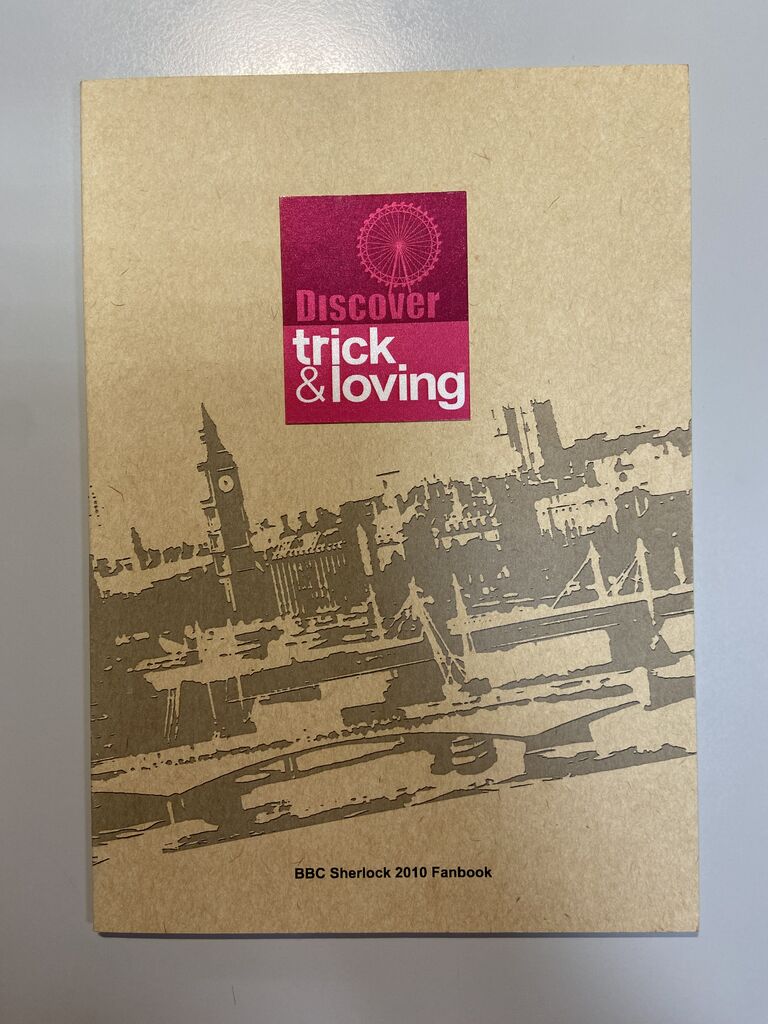 Discover
trick
& loving
BBC Sherlock 2010 Fanbook